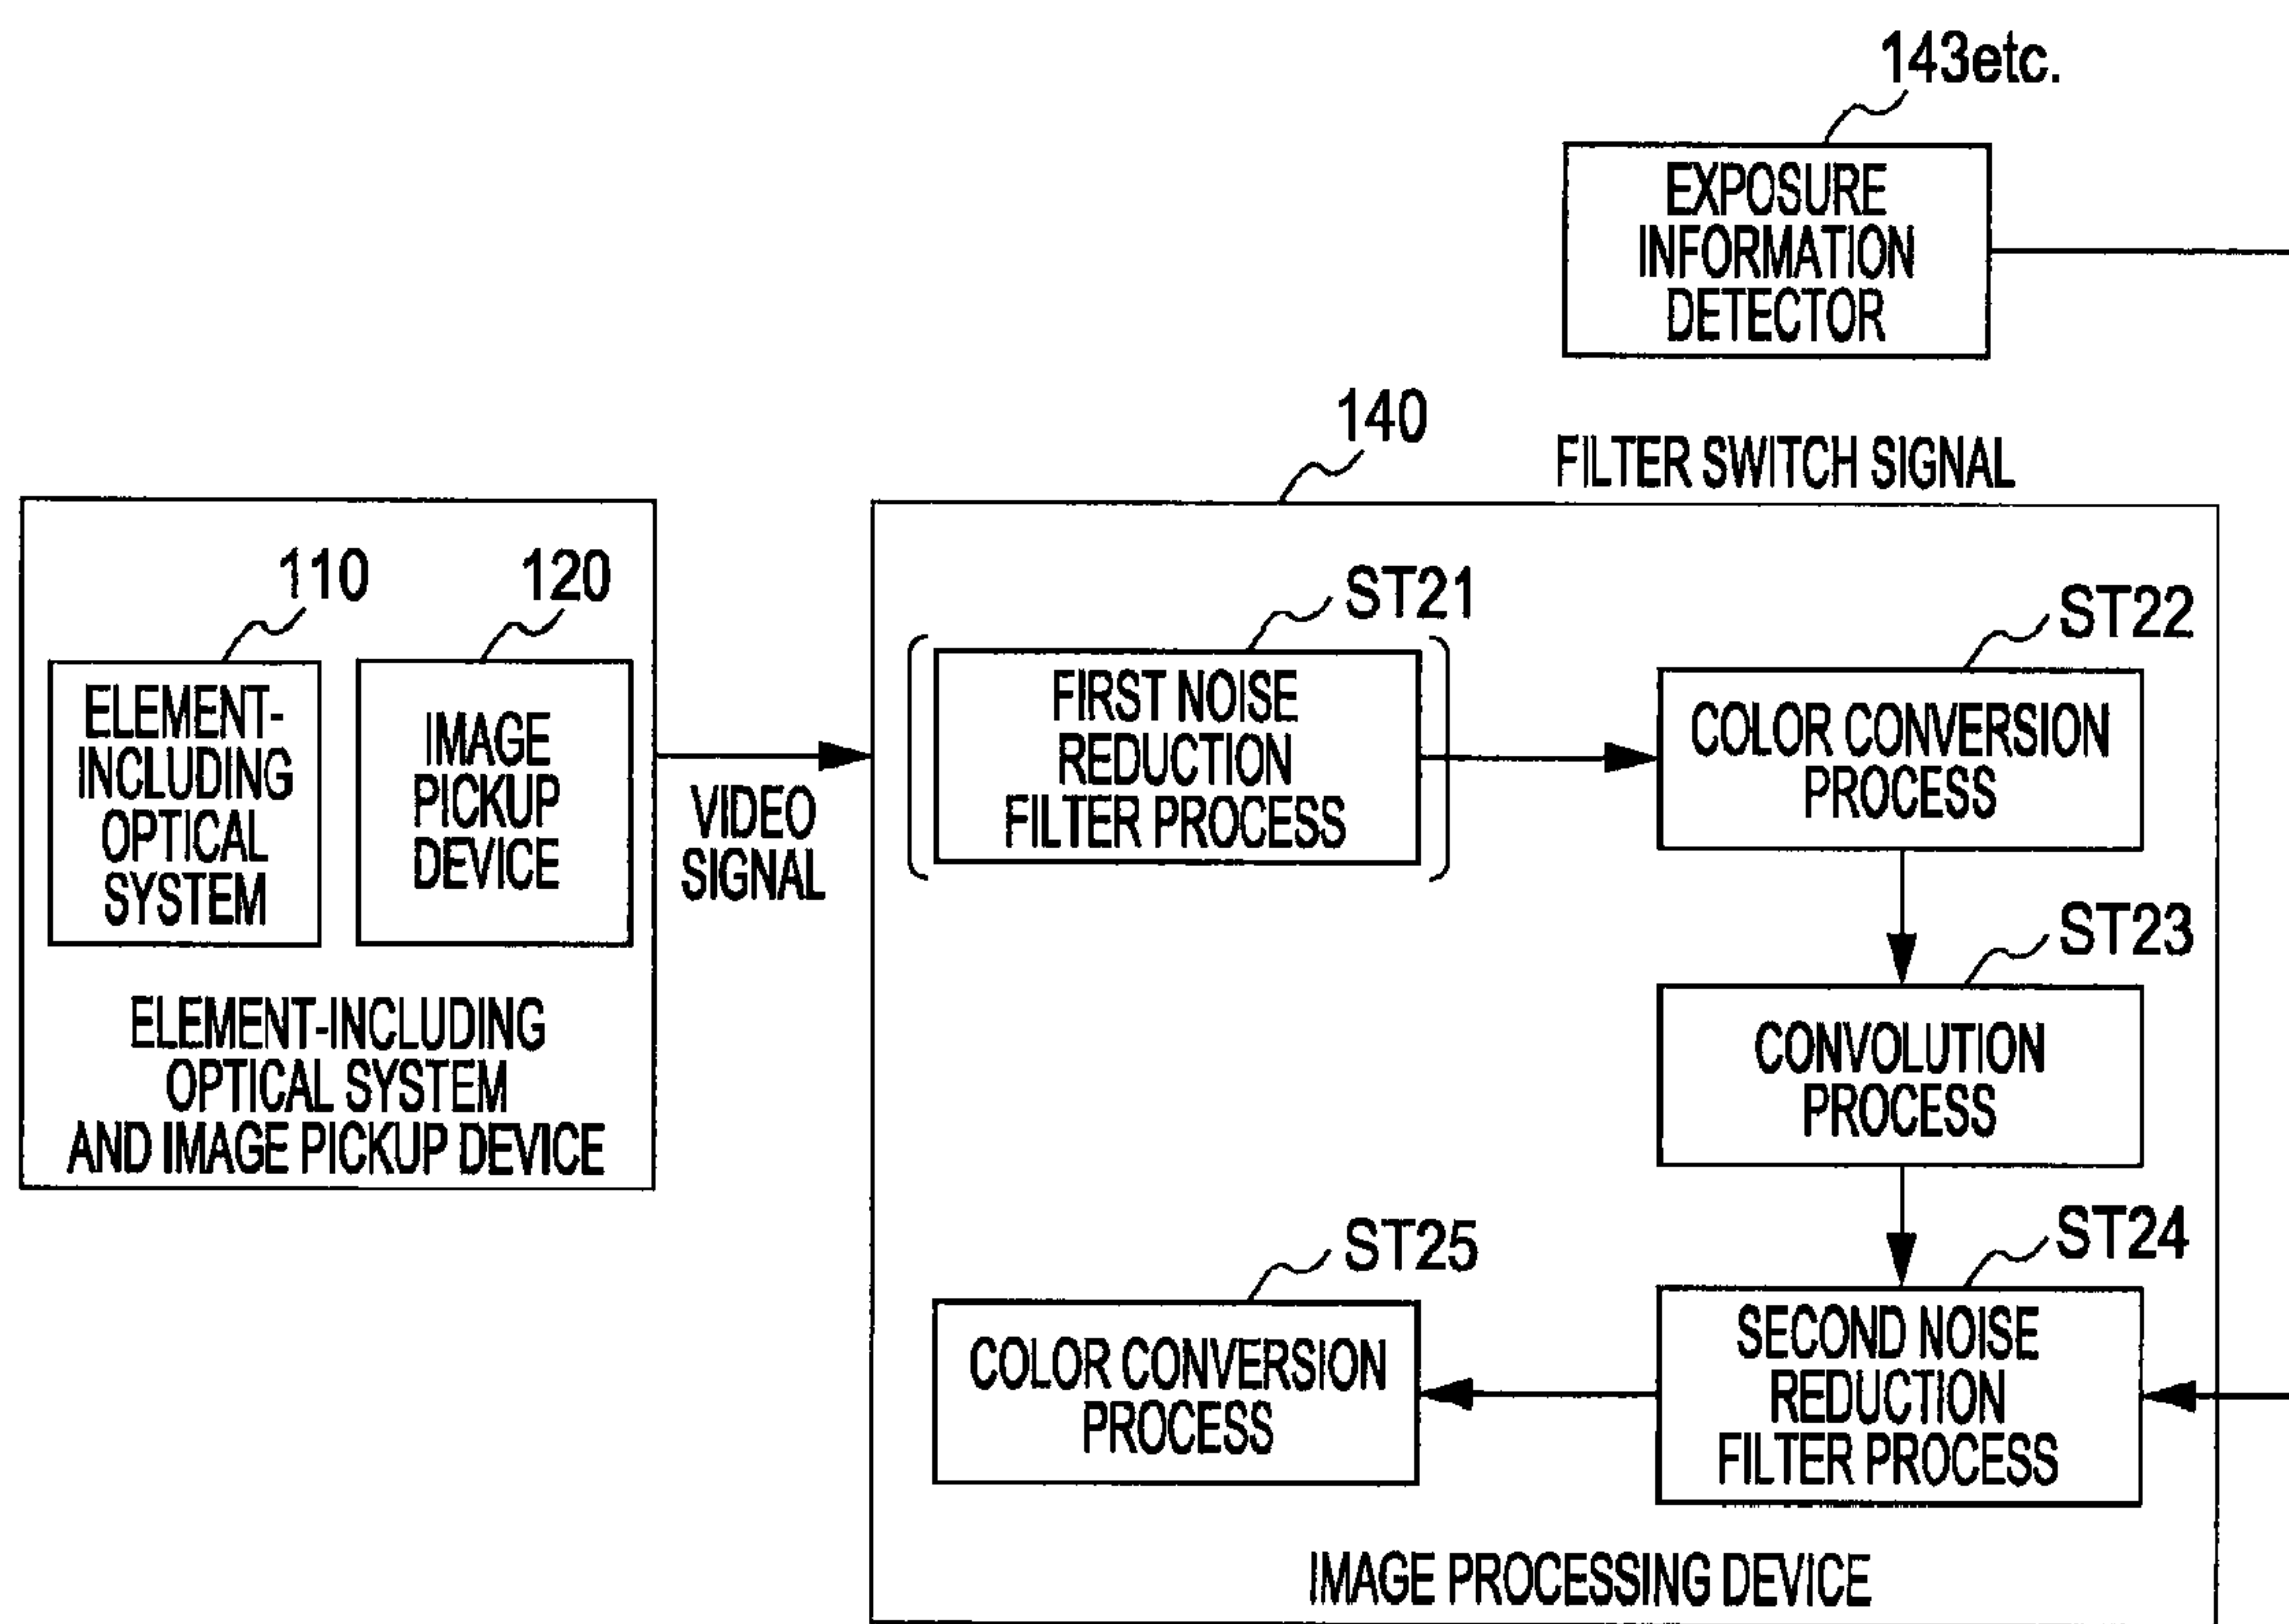 143etc.
EXPOSURE
INFORMATION
DETECTOR
140
FILTER SWITCH SIGNAL
110
120
ELEMENT-
INCLUDING
OPTICAL
SYSTEM
IMAGE
PICKUP
DEVICE
ELEMENT-INCLUDING
OPTICAL SYSTEM
AND IMAGE PICKUP DEVICE
VIDEO
SIGNAL
ST21
FIRST NOISE
REDUCTION
FILTER PROCESS
ST22
COLOR CONVERSION
PROCESS
ST23
CONVOLUTION
PROCESS
ST24
SECOND NOISE
REDUCTION
FILTER PROCESS
ST25
COLOR CONVERSION
PROCESS
IMAGE PROCESSING DEVICE